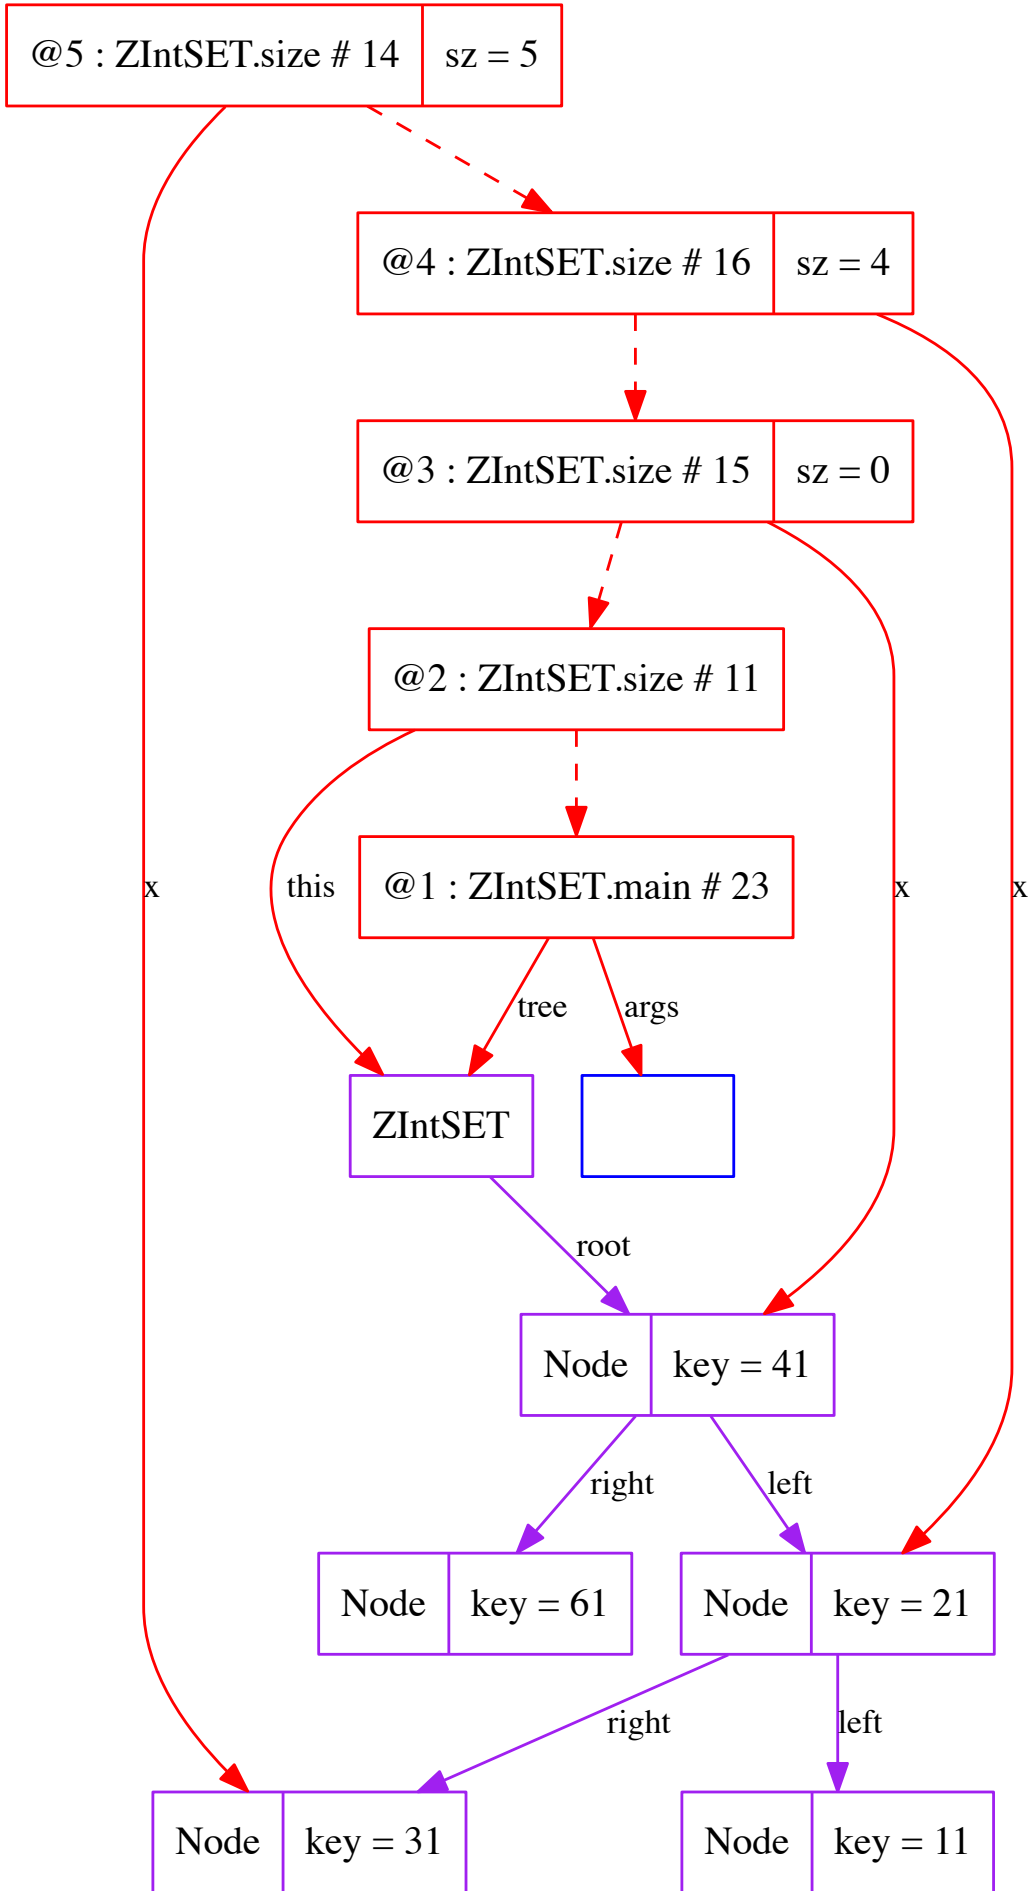 @5 : ZIntSET.size # 14 sz = 5
@4 : ZIntSET.size # 16 sz = 4
@3 : ZIntSET.size # 15 sz = 0
@2 : ZIntSET.size # 11
x this @1 : ZIntSET.main # 23 x x
tree args
ZIntSET
root
Node key = 41
right left
Node key = 61 Node key = 21
right left
Node key = 31 Node key = 11